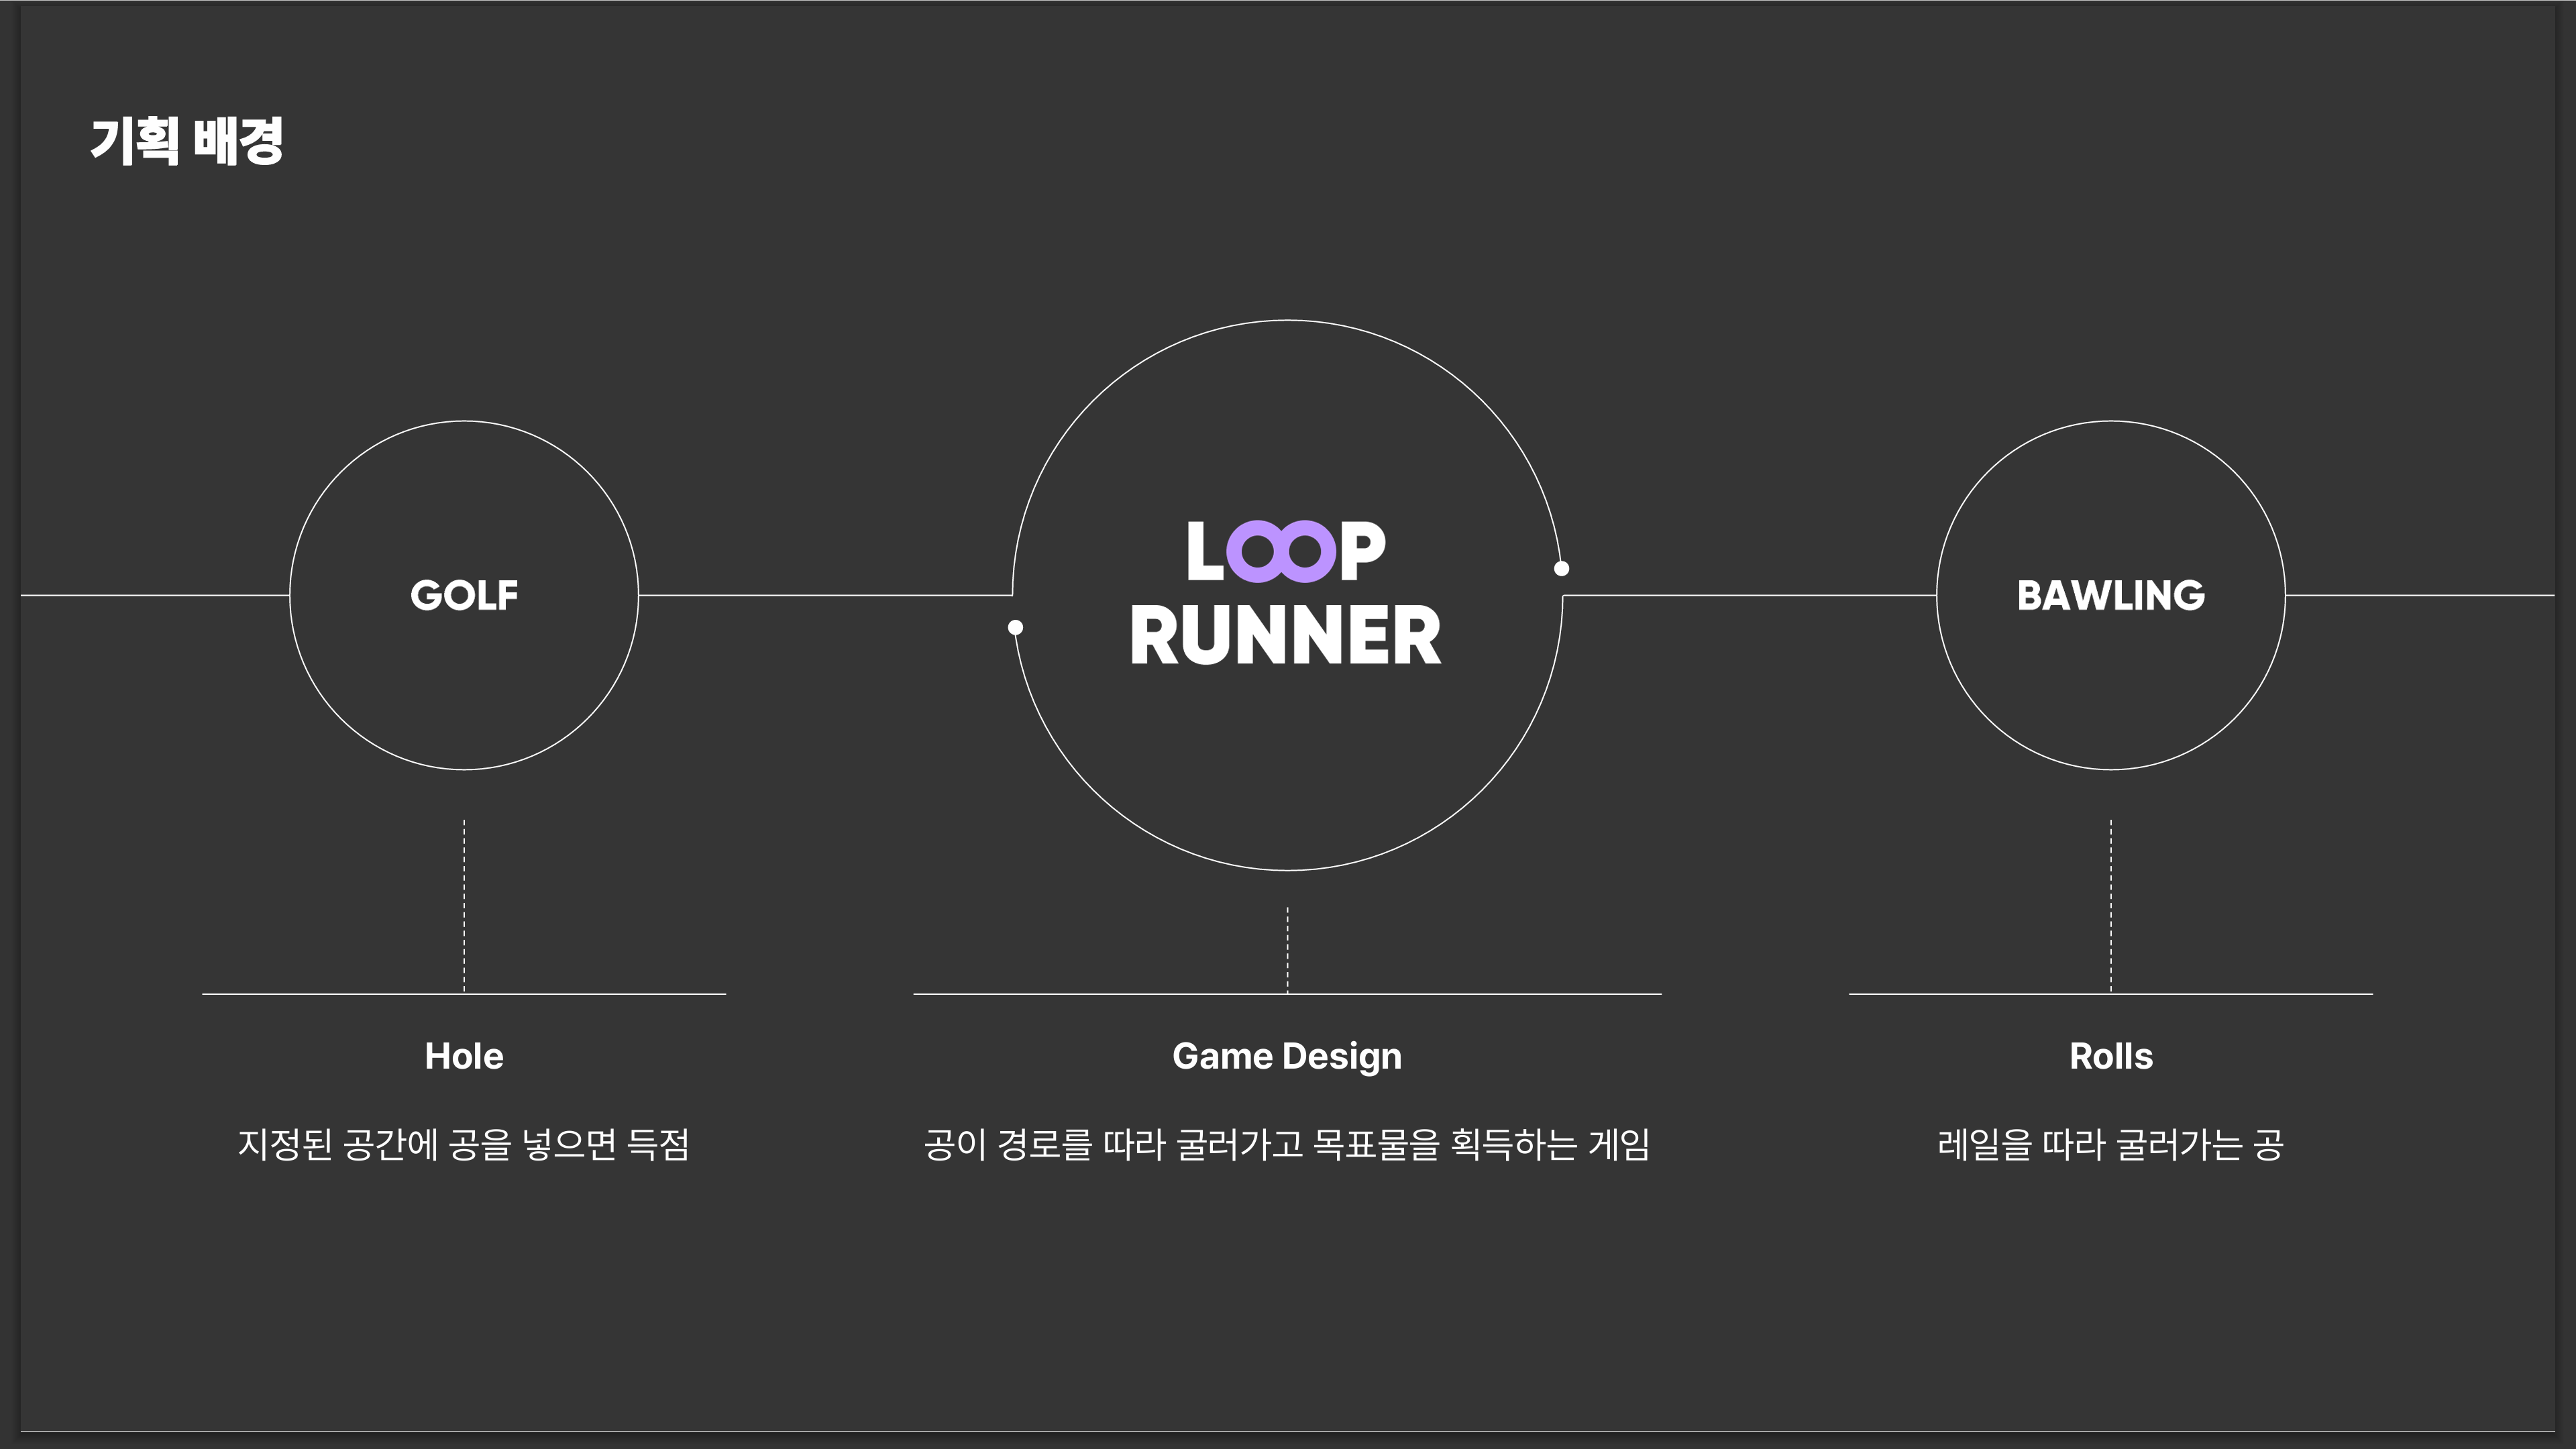 기획 배경
GOLF
LOOP
RUNNER
BAWLING
Hole
지정된 공간에 공을 넣으면 득점
Game Design
공이 경로를 따라 굴러가고 목표물을 획득하는 게임
Rolls
레일을 따라 굴러가는 공